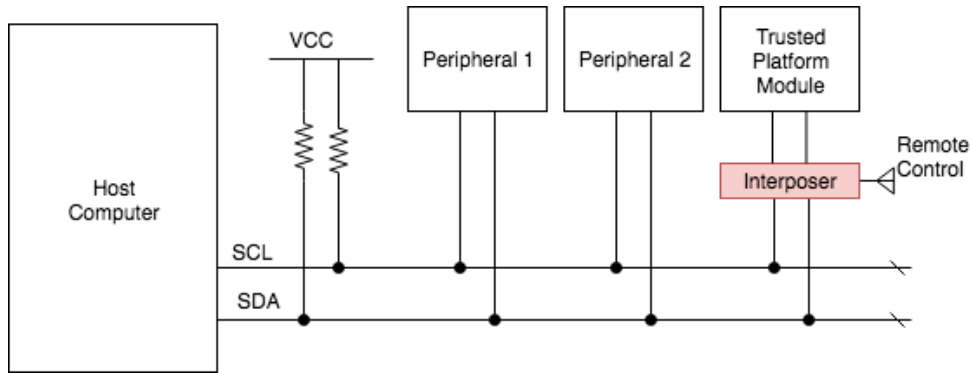 Host
Computer
VCC
SCL
SDA
Peripheral 1
Peripheral 2
Trusted
Platform
Module
Interposer
Remote
Control